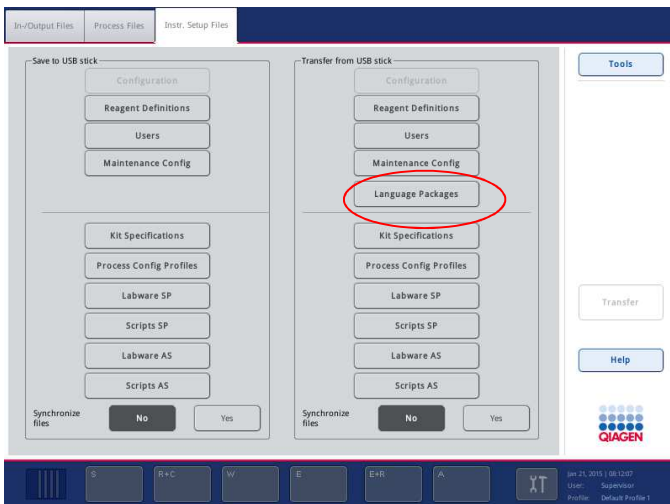 In-/Output Files
Process Files
Instr. Setup Files
Save to USB stick
Configuration
Reagent Definitions
Users
Maintenance Config
Kit Specifications
Process Config Profiles
Labware SP
Scripts SP
Labware AS
Scripts AS
Synchronize
files
No
Yes
Transfer from USB stick
Configuration
Reagent Definitions
Users
Maintenance Config
Language Packages
Kit Specifications
Process Config Profiles
Labware SP
Scripts SP
Labware AS
Scripts AS
Synchronize
files
No
Yes
Tools
Transfer
Help
QIAGEN
S
R+C
W
E
E+R
A
Jan 21, 2015 | 08:12:07
User: Supervisor
Profile: Default Profile 1